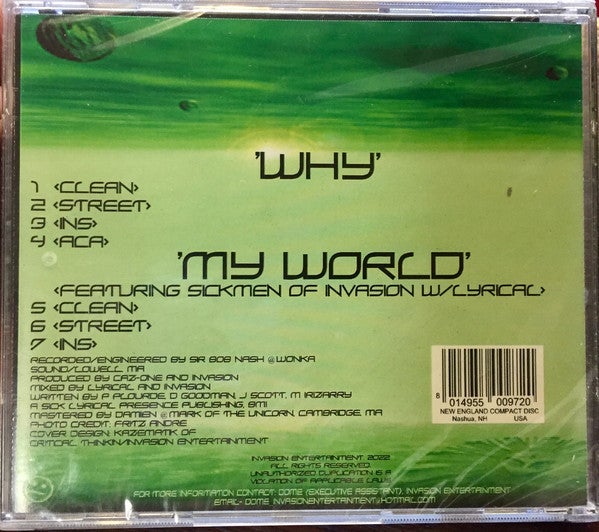 'WHY'
1 <CLEAN>
2 <STREET>
3 <INS>
4 <ACA>
'MY WORLD'
<FEATURING SICKMEN OF INVASION W/LYRICAL>
5 <CLEAN>
6 <STREET>
7 <INS>
RECORDED/ENGINEERED BY SIR BOB NASH @WONKA
SOUND/LOWELL, MA
PRODUCED BY CAZ-ONE AND INVASION
MIXED BY LYRICAL AND INVASION
WRITTEN BY P PLOURDE, D GOODMAN, J SCOTT, M IRIZARRY
A SICK LYRICAL PRESENCE PUBLISHING, BMI
MASTERED BY DAMIEN @MARK OF THE UNICORN, CAMBRIDGE, MA
PHOTO CREDIT: FRITZ ANDRE
COVER DESIGN: KAZEMATIK OF
CRITICAL THINKIN/INVASION ENTERTAINMENT
8 014955 009720
NEW ENGLAND COMPACT DISC
Nashua, NH USA
INVASION ENTERTAINMENT 2022
ALL RIGHTS RESERVED.
UNAUTHORIZED DUPLICATION IS A
VIOLATION OF APPLICABLE LAWS
FOR MORE INFORMATION CONTACT: DOME (EXECUTIVE ASSISTANT), INVASION ENTERTAINMENT
EMAIL- DOME INVASIONENTERTAINMENT@HOTMAIL.COM